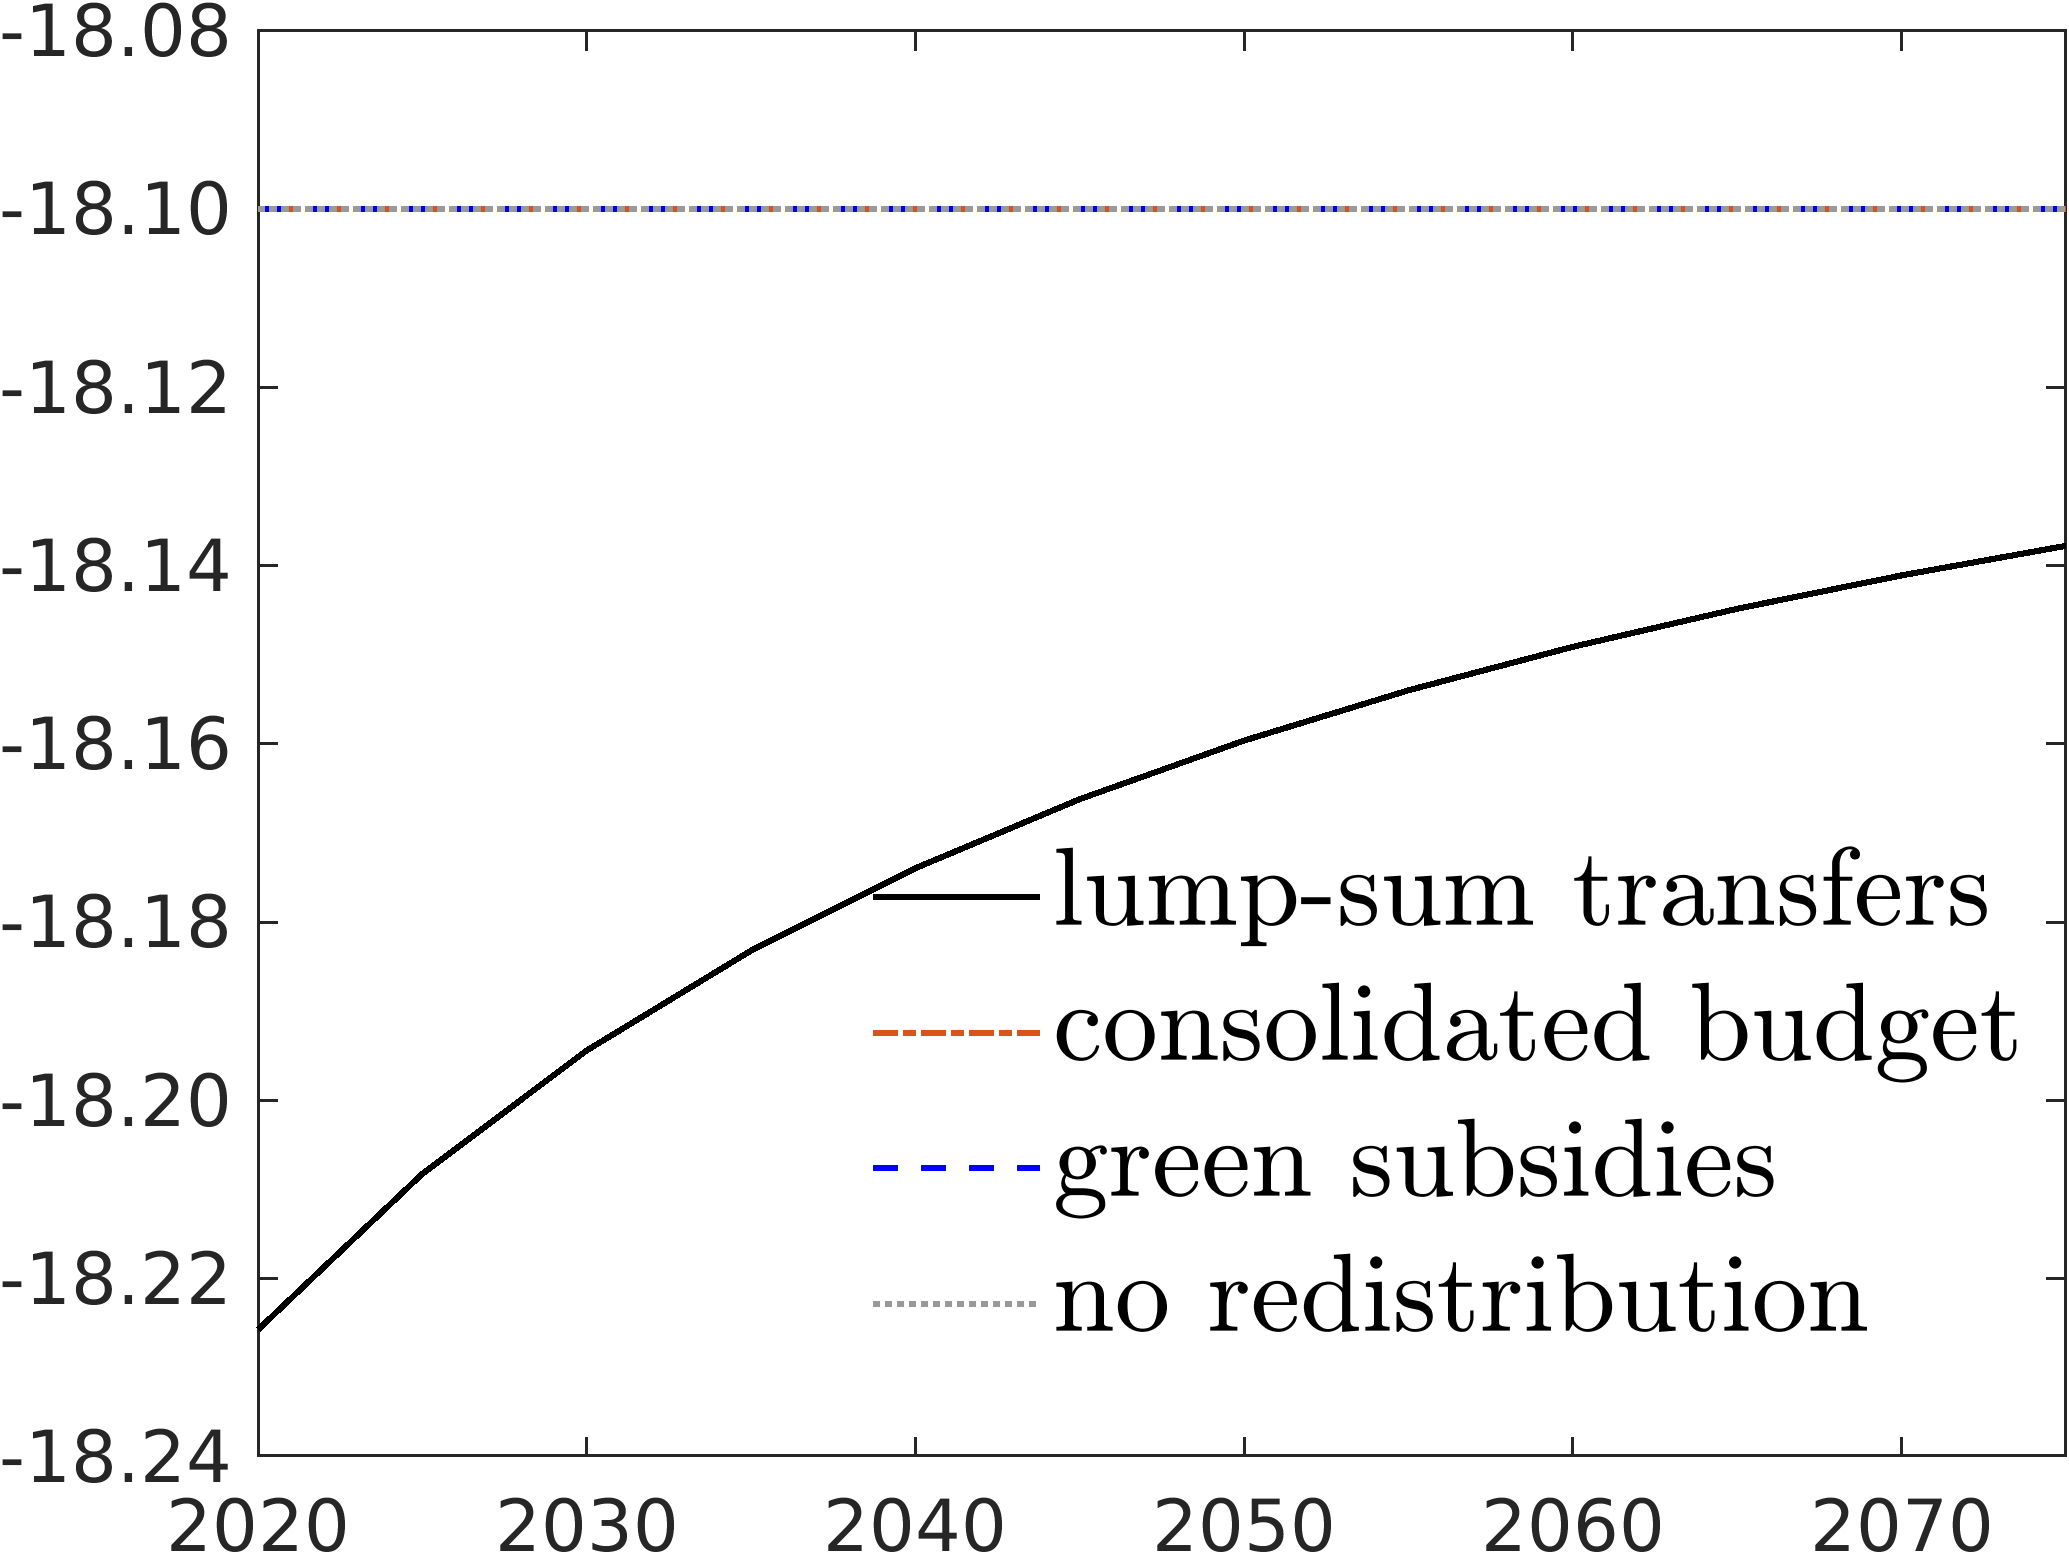 -18.08
-18.10
-18.12
-18.14
-18.16
-18.18
-18.20
-18.22
-18.24
lump-sum transfers
consolidated budget
green subsidies
no redistribution
2020 2030 2040 2050 2060 2070